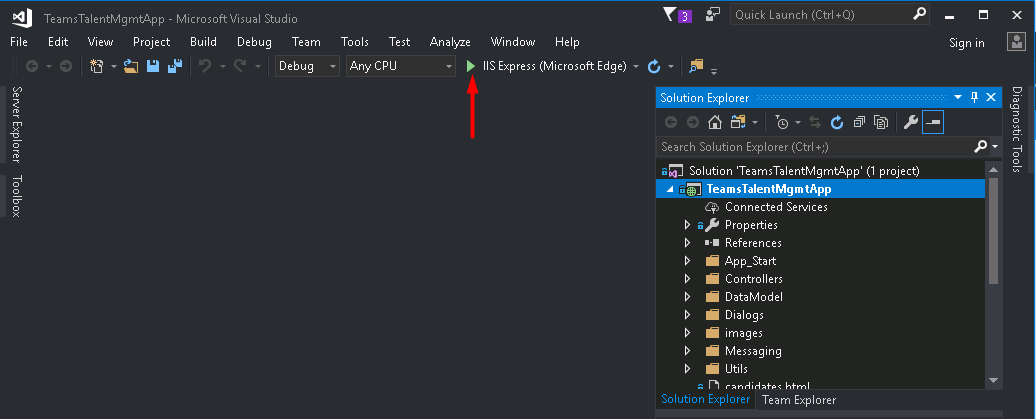 TeamsTalentMgmtApp - Microsoft Visual Studio
3
Quick Launch (Ctrl+Q)
File Edit View Project Build Debug Team Tools Test Analyze Window Help
Sign in
Debug Any CPU IIS Express (Microsoft Edge)
Server Explorer
Toolbox
Solution Explorer
Search Solution Explorer (Ctrl+;)
Solution 'TeamsTalentMgmtApp' (1 project)
TeamsTalentMgmtApp
Connected Services
Properties
References
App_Start
Controllers
DataModel
Dialogs
images
Messaging
Utils
candidates.html
Solution Explorer Team Explorer
Diagnostic Tools